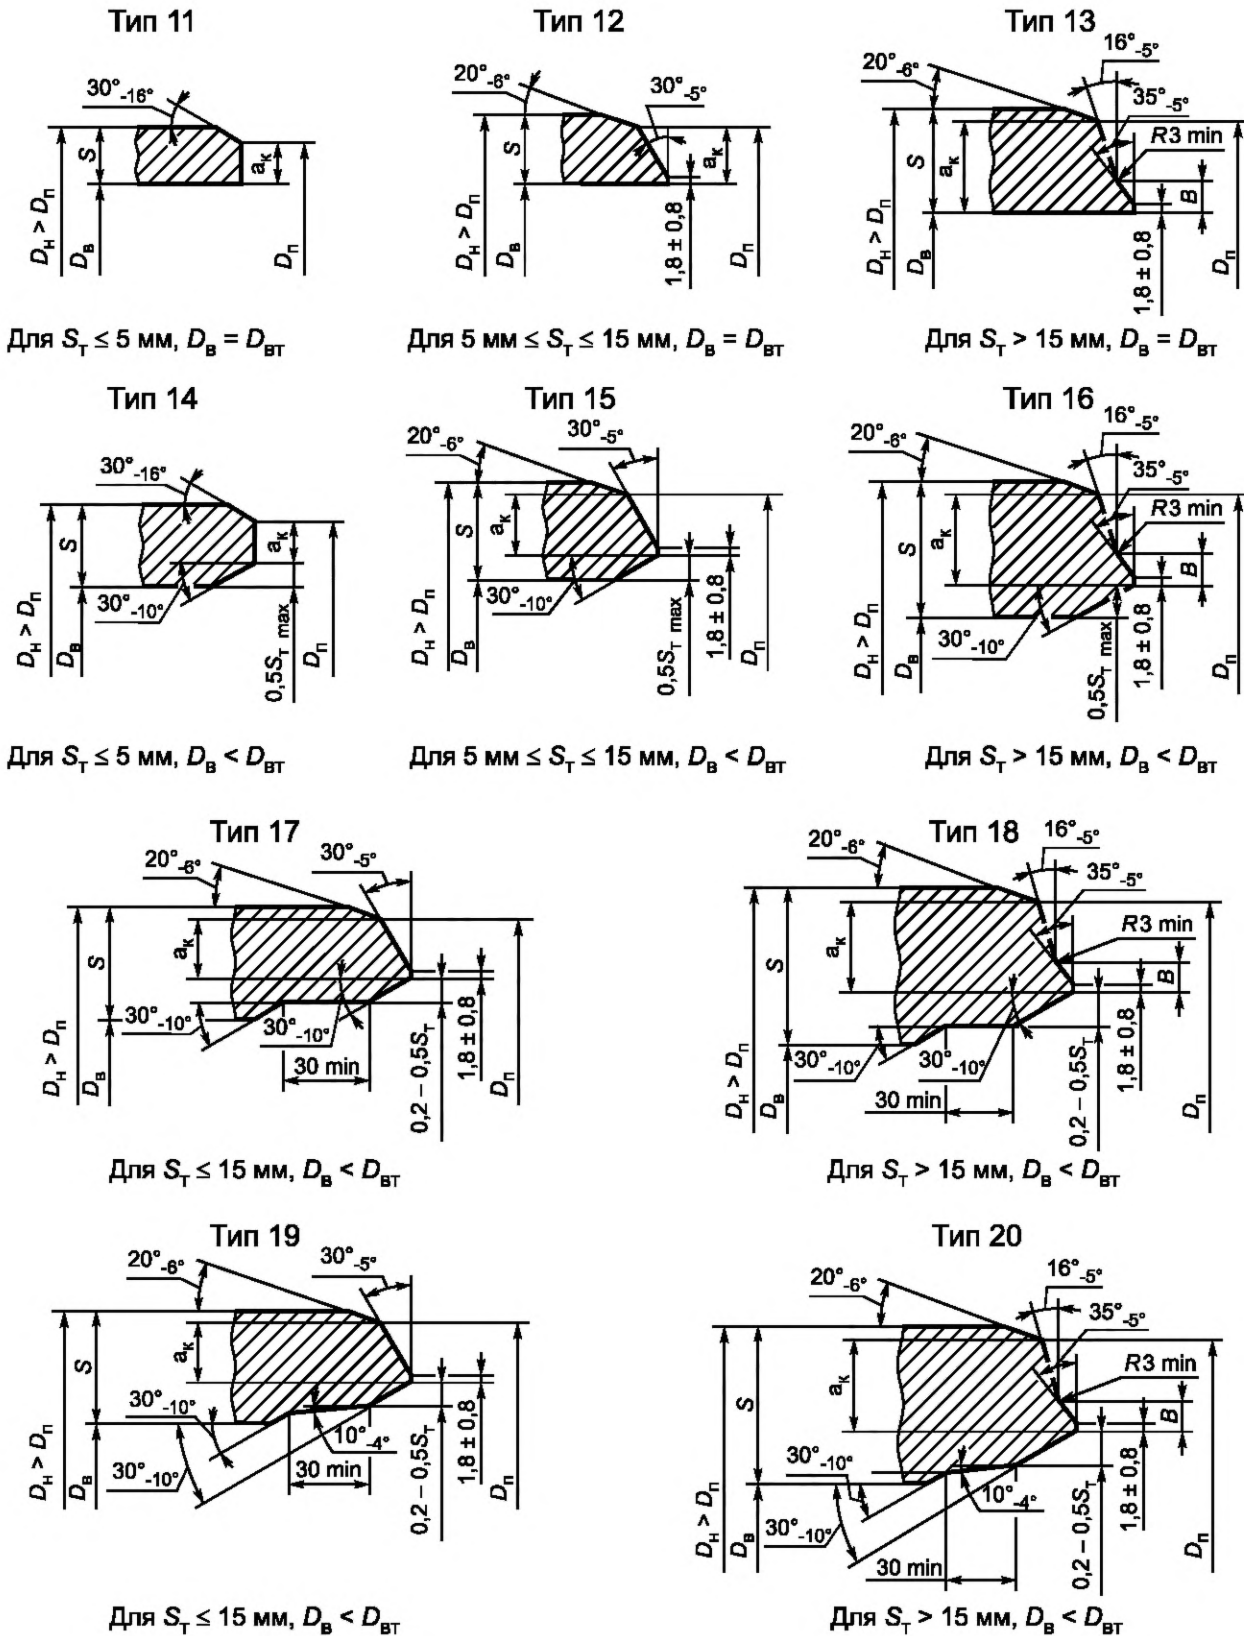 Тип 11
30°-16°
S
aк
Dн > Dп
Dв
Dп
Для Sт ≤ 5 мм, Dв = Dвт
Тип 12
20°-6°
30°-5°
S
aк
Dн > Dп
Dв
1,8 ± 0,8
Dп
Для 5 мм ≤ Sт ≤ 15 мм, Dв = Dвт
Тип 13
16°-5°
20°-6°
35°-5°
R3 min
S
aк
B
Dн > Dп
Dв
1,8 ± 0,8
Dп
Для Sт > 15 мм, Dв = Dвт
Тип 14
30°-16°
S
aк
30°-10°
Dн > Dп
Dв
0,5Sт max
Dп
Для Sт ≤ 5 мм, Dв < Dвт
Тип 15
20°-6°
30°-5°
S
aк
30°-10°
Dн > Dп
Dв
0,5Sт max
1,8 ± 0,8
Dп
Для 5 мм ≤ Sт ≤ 15 мм, Dв < Dвт
Тип 16
16°-5°
20°-6°
35°-5°
R3 min
S
aк
B
30°-10°
Dн > Dп
Dв
0,5Sт max
1,8 ± 0,8
Dп
Для Sт > 15 мм, Dв < Dвт
Тип 17
20°-6°
30°-5°
S
aк
30°-10°
30°-10°
30 min
Dн > Dп
Dв
0,2 – 0,5Sт
1,8 ± 0,8
Dп
Для Sт ≤ 15 мм, Dв < Dвт
Тип 18
16°-5°
20°-6°
35°-5°
R3 min
S
aк
B
30°-10°
30°-10°
30 min
Dн > Dп
Dв
0,2 – 0,5Sт
1,8 ± 0,8
Dп
Для Sт > 15 мм, Dв < Dвт
Тип 19
20°-6°
30°-5°
S
aк
30°-10°
30°-10°
10°-4°
30 min
Dн > Dп
Dв
0,2 – 0,5Sт
1,8 ± 0,8
Dп
Для Sт ≤ 15 мм, Dв < Dвт
Тип 20
16°-5°
20°-6°
35°-5°
R3 min
S
aк
B
30°-10°
30°-10°
10°-4°
30 min
Dн > Dп
Dв
0,2 – 0,5Sт
1,8 ± 0,8
Dп
Для Sт > 15 мм, Dв < Dвт